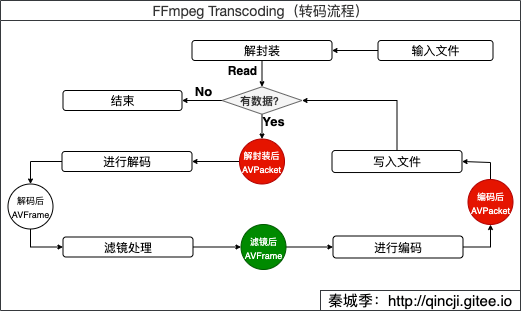 FFmpeg Transcoding（转码流程）
解封装
输入文件
Read
No
结束
有数据?
Yes
进行解码
解封装后
AVPacket
写入文件
解码后
AVFrame
编码后
AVPacket
滤镜处理
滤镜后
AVFrame
进行编码
秦城季：http://qincji.gitee.io